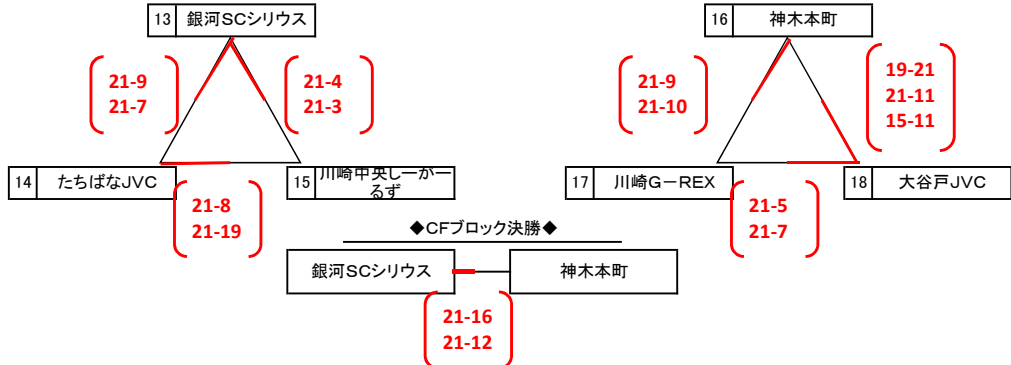 13 銀河SCシリウス
16 神木本町
21-9
21-7
21-4
21-3
21-9
21-10
19-21
21-11
15-11
14 たちばなJVC
15 川崎中央しーがー
るず
17 川崎G－REX
18 大谷戸JVC
21-8
21-19
21-5
21-7
◆CFブロック決勝◆
銀河SCシリウス
神木本町
21-16
21-12